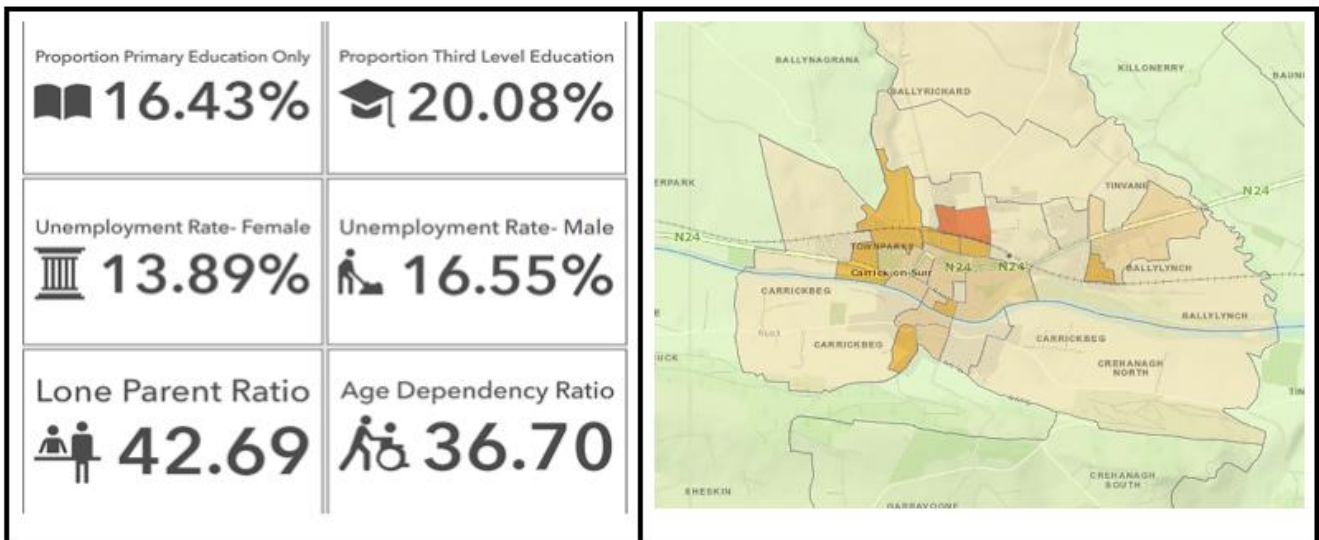 Proportion Primary Education Only
16.43%
Proportion Third Level Education
20.08%
Unemployment Rate- Female
13.89%
Unemployment Rate- Male
16.55%
Lone Parent Ratio
42.69
Age Dependency Ratio
36.70
BALLYNAGRANA
KILLONERRY
BALLYRICHARD
TINVANE
N24
N24
TOWNPARKS
Carrick-on-Suir
N24
N24
BALLYLYNCH
CARRICKBEG
BALLYLYNCH
CARRICKBEG
CARRICKBEG
CREHANAGH
NORTH
CREHANAGH
SOUTH
SHESKIN
GARRAVOONE